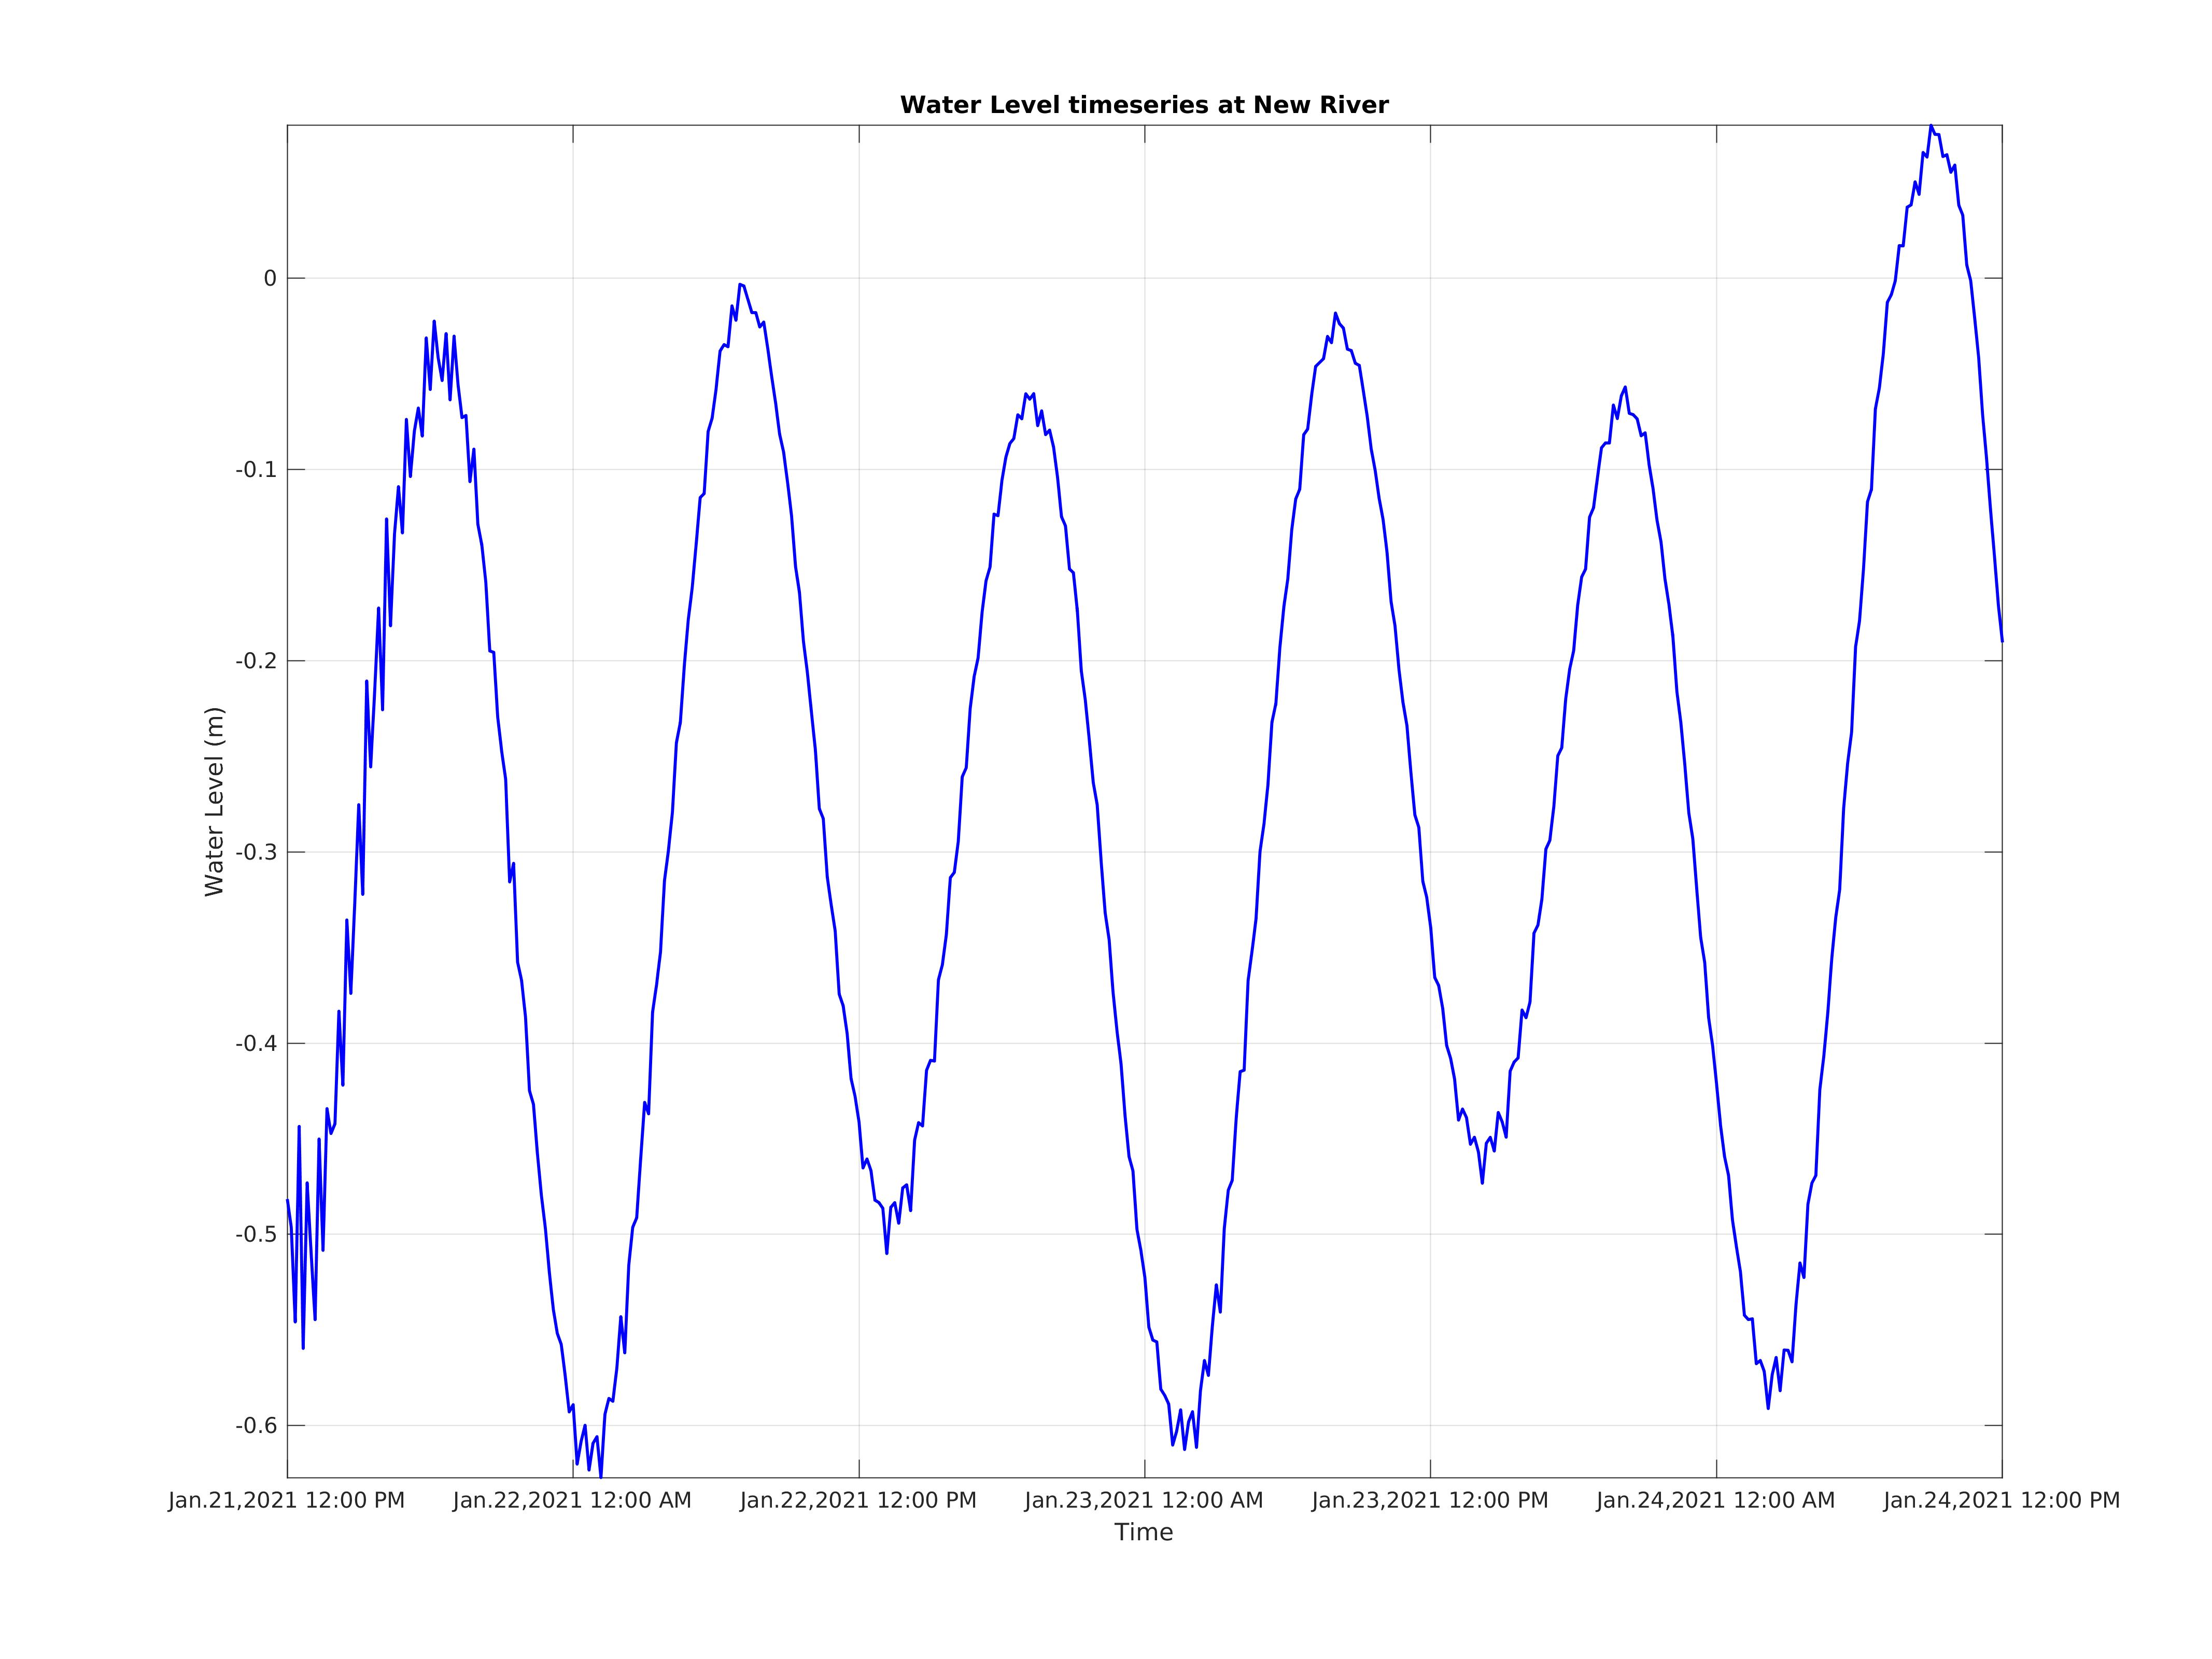 Water Level timeseries at New River
0
-0.1
-0.2
-0.3
-0.4
-0.5
-0.6
Water Level (m)
Jan.21,2021 12:00 PM
Jan.22,2021 12:00 AM
Jan.22,2021 12:00 PM
Jan.23,2021 12:00 AM
Jan.23,2021 12:00 PM
Jan.24,2021 12:00 AM
Jan.24,2021 12:00 PM
Time